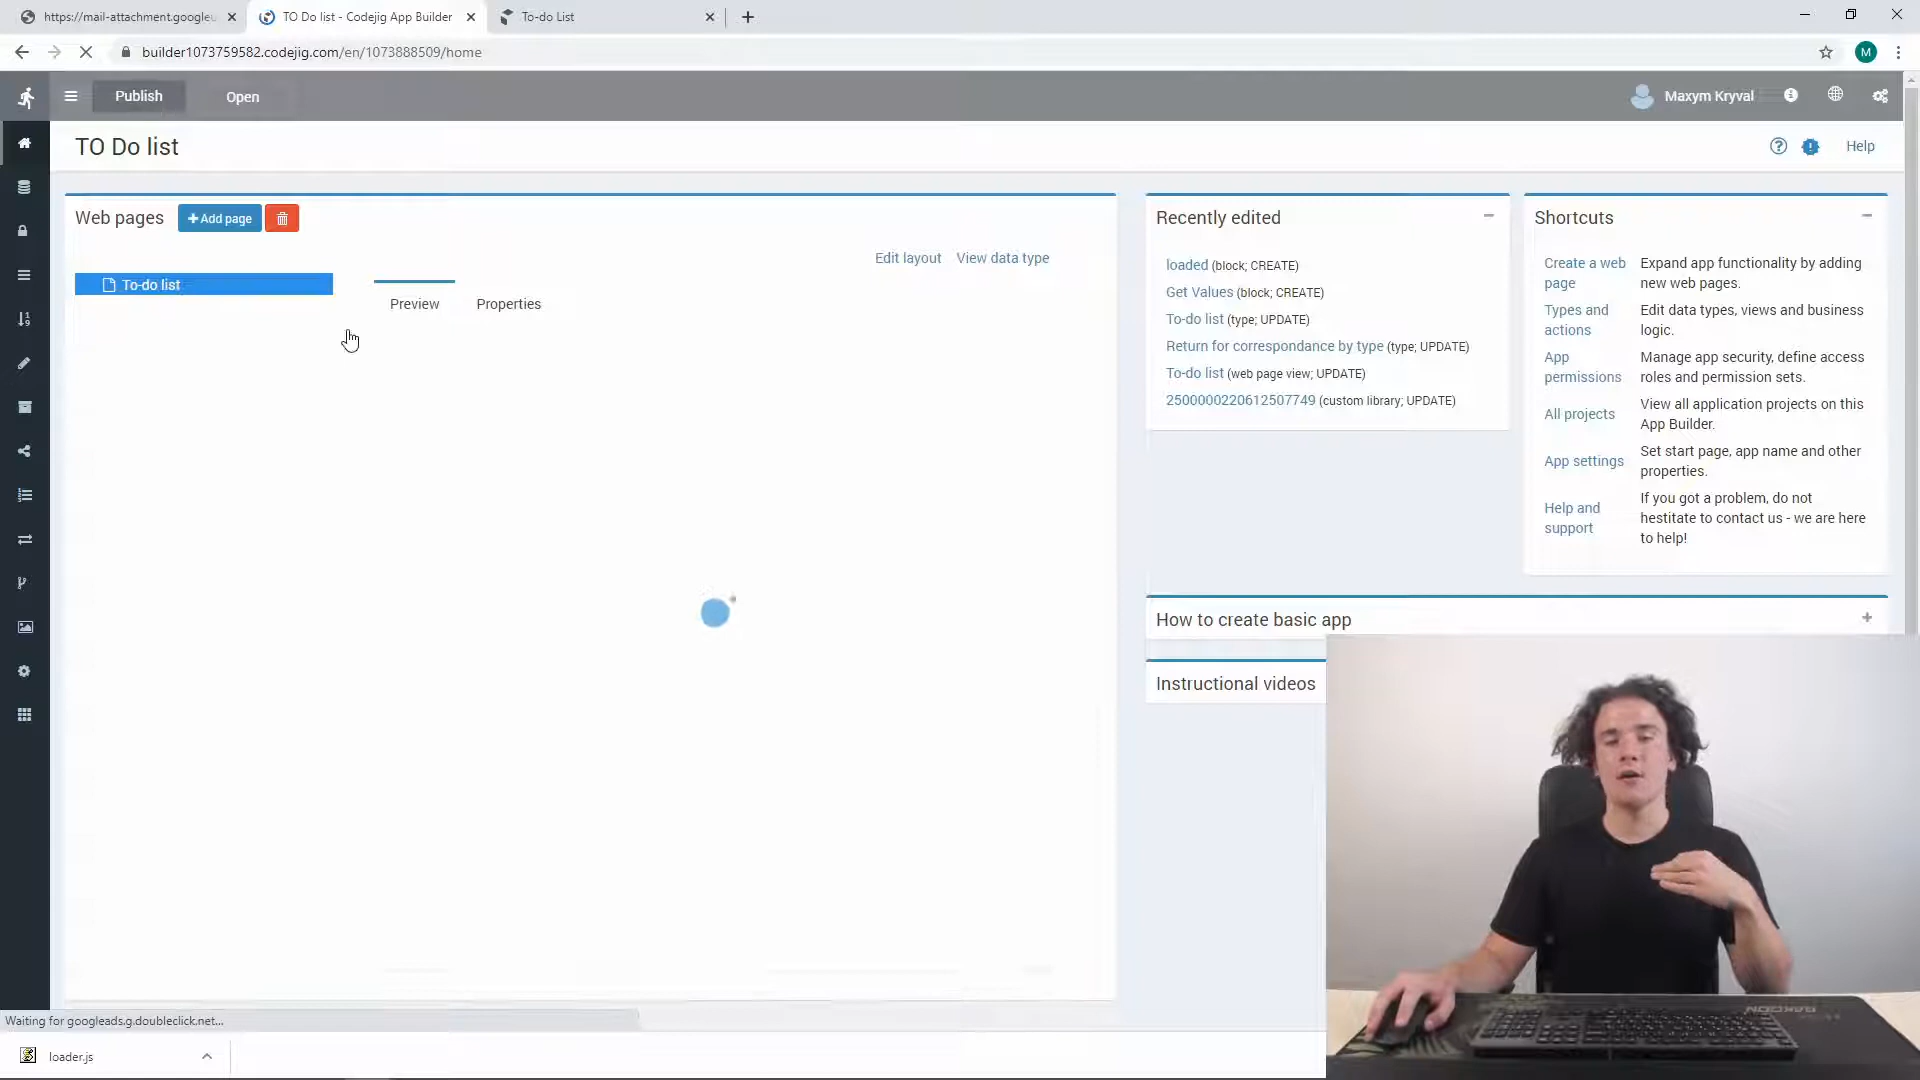 https://mail-attachment.googleu
TO Do list - Codejig App Builder
To-do List
builder1073759582.codejig.com/en/1073888509/home
M
Publish
Open
Maxym Kryval
TO Do list
Help
Web pages
+Add page
Edit layout
View data type
To-do list
Preview
Properties
Recently edited
loaded (block; CREATE)
Get Values (block; CREATE)
To-do list (type; UPDATE)
Return for correspondance by type (type; UPDATE)
To-do list (web page view; UPDATE)
2500000220612507749 (custom library; UPDATE)
Shortcuts
Create a web page
Expand app functionality by adding new web pages.
Types and actions
Edit data types, views and business logic.
App permissions
Manage app security, define access roles and permission sets.
All projects
View all application projects on this App Builder.
App settings
Set start page, app name and other properties.
Help and support
If you got a problem, do not hestitate to contact us - we are here to help!
How to create basic app
Instructional videos
Waiting for googleads.g.doubleclick.net...
loader.js